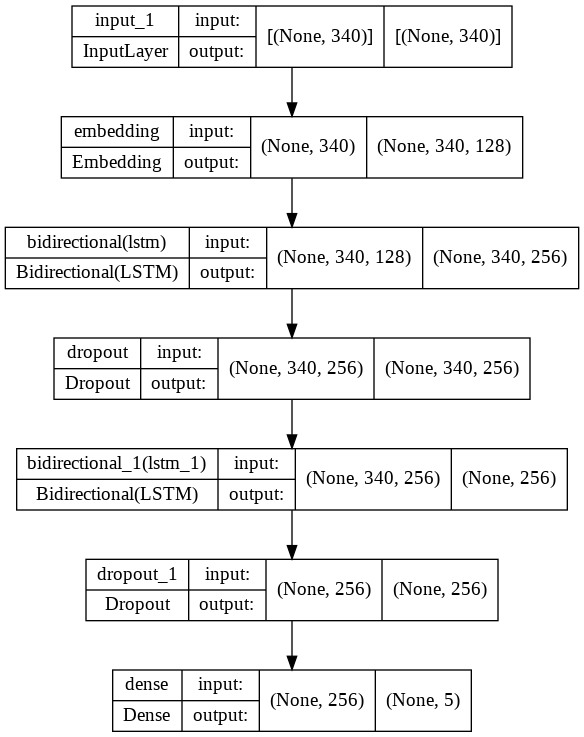 input_1 input: [(None, 340)] [(None, 340)]
InputLayer output:
embedding input: (None, 340) (None, 340, 128)
Embedding output:
bidirectional(lstm) input: (None, 340, 128) (None, 340, 256)
Bidirectional(LSTM) output:
dropout input: (None, 340, 256) (None, 340, 256)
Dropout output:
bidirectional_1(lstm_1) input: (None, 340, 256) (None, 256)
Bidirectional(LSTM) output:
dropout_1 input: (None, 256) (None, 256)
Dropout output:
dense input: (None, 256) (None, 5)
Dense output: